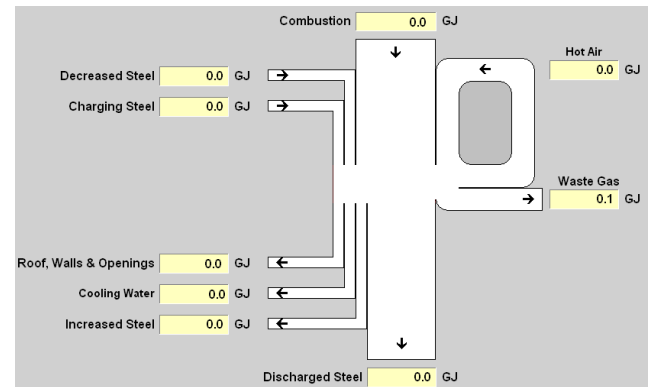 Combustion 0.0 GJ
Hot Air
Decreased Steel 0.0 GJ
0.0 GJ
Charging Steel 0.0 GJ
Waste Gas
0.1 GJ
Roof, Walls & Openings 0.0 GJ
Cooling Water 0.0 GJ
Increased Steel 0.0 GJ
Discharged Steel 0.0 GJ